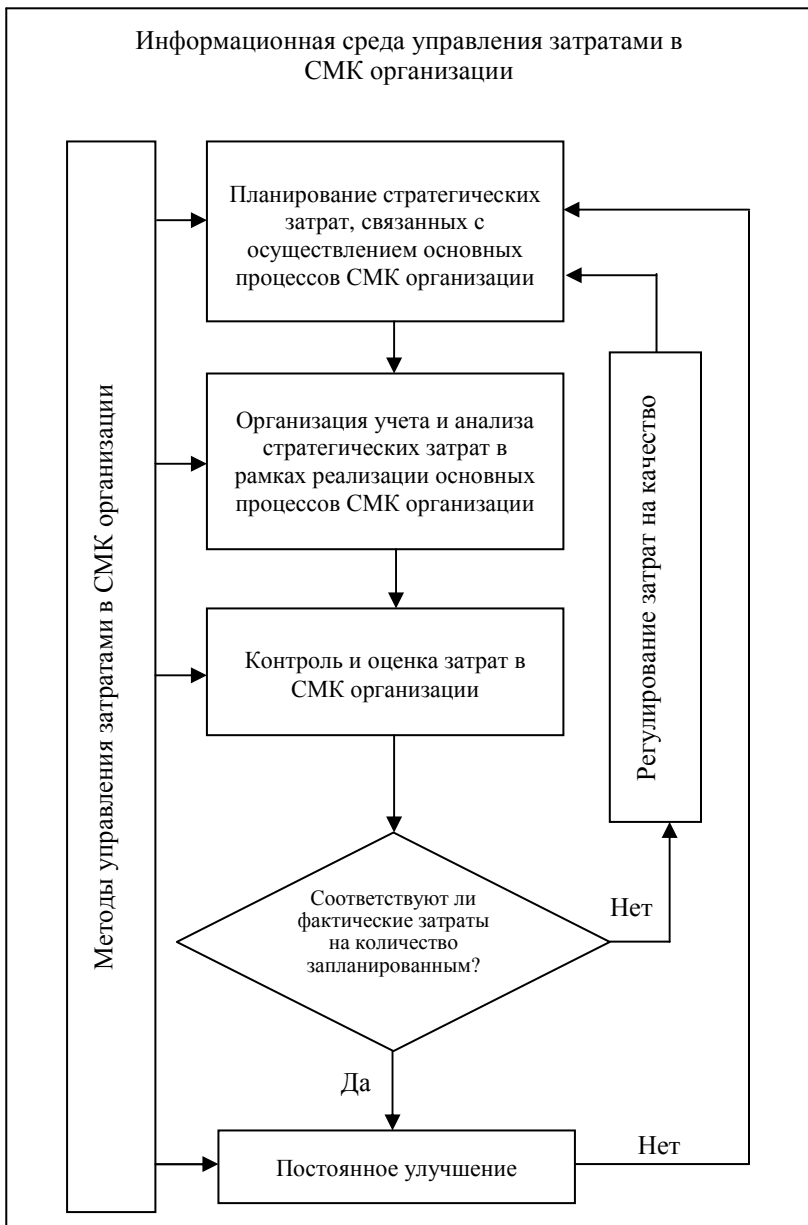 Информационная среда управления затратами в
СМК организации
Методы управления затратами в СМК организации
Планирование стратегических
затрат, связанных с
осуществлением основных
процессов СМК организации
Организация учета и анализа
стратегических затрат в
рамках реализации основных
процессов СМК организации
Регулирование затрат на качество
Контроль и оценка затрат в
СМК организации
Соответствуют ли
фактические затраты
на количество
запланированным?
Нет
Да
Постоянное улучшение
Нет